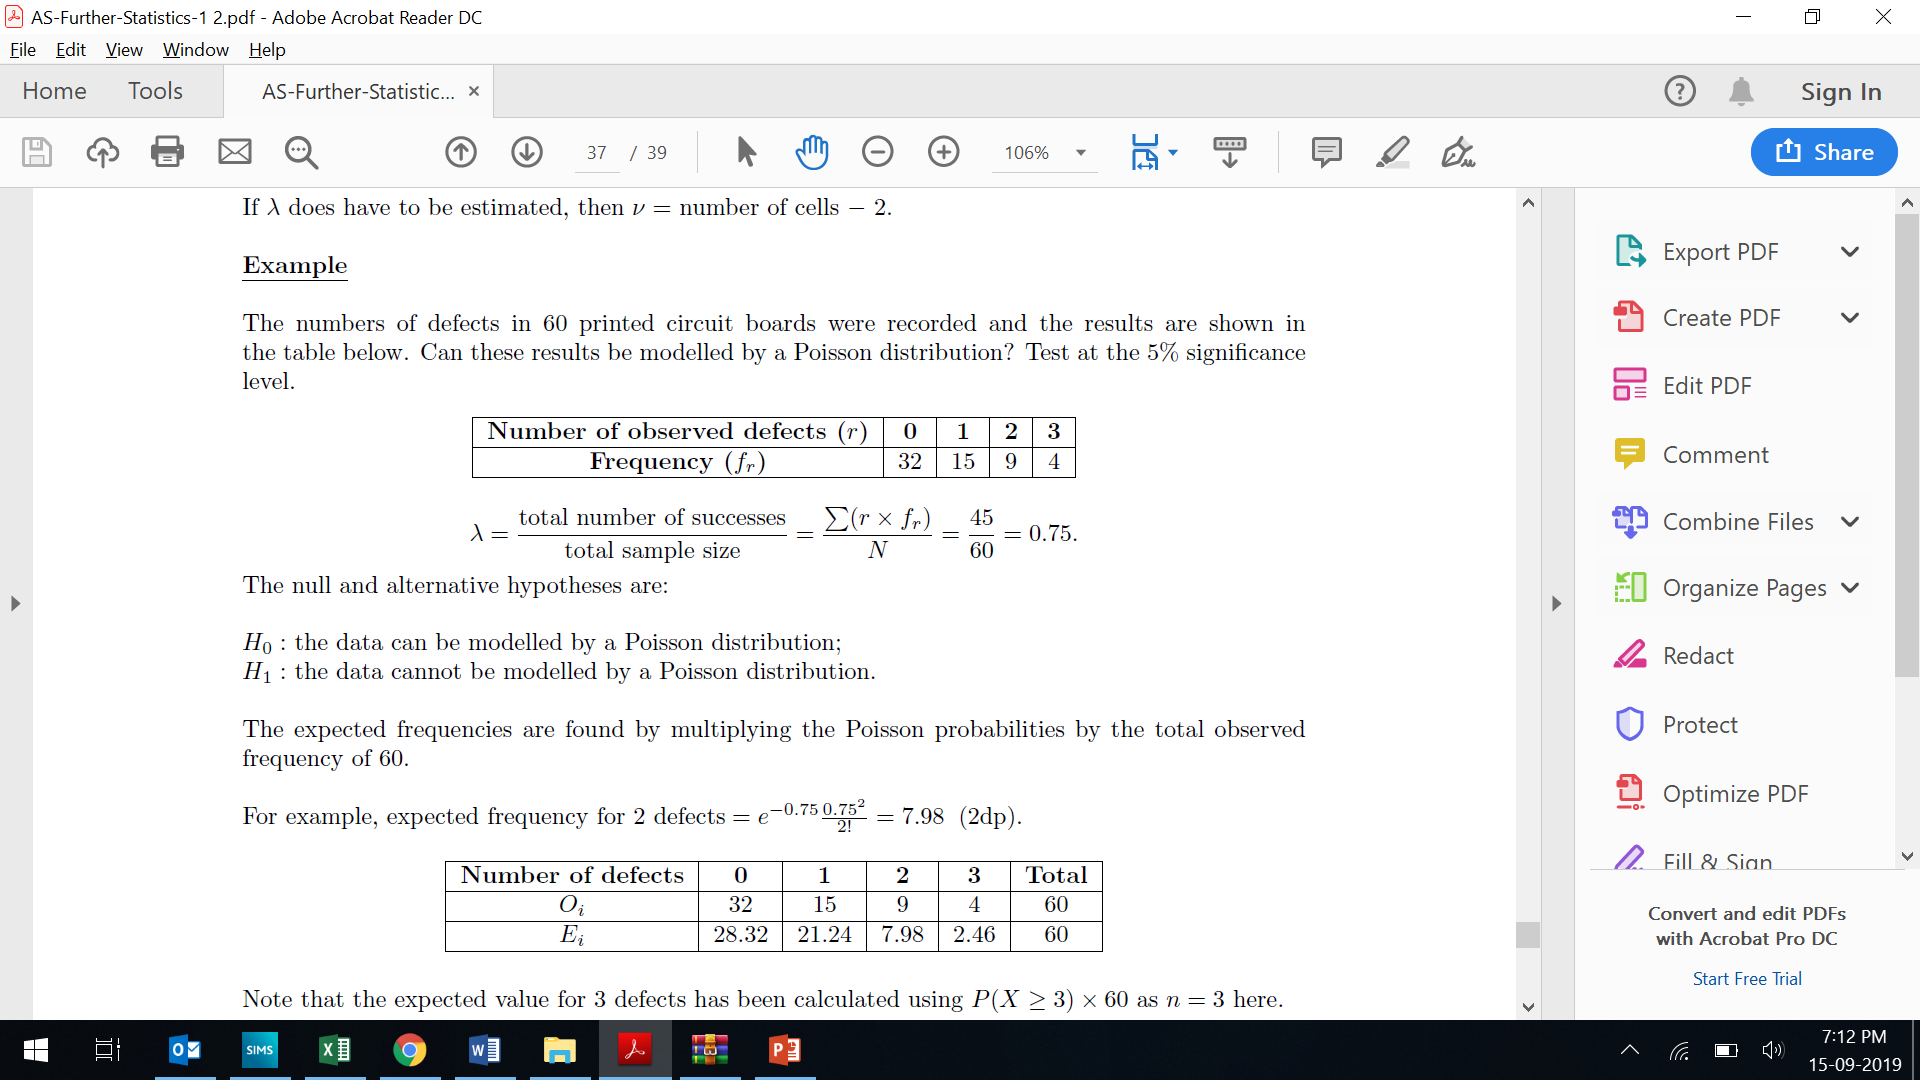 AS-Further-Statistics-1 2.pdf - Adobe Acrobat Reader DC
File Edit View Window Help
Home Tools AS-Further-Statistic... × Sign In
37 / 39 106% Share
If λ does have to be estimated, then ν = number of cells − 2.
Example
The numbers of defects in 60 printed circuit boards were recorded and the results are shown in
the table below. Can these results be modelled by a Poisson distribution? Test at the 5% significance
level.
Number of observed defects (r) 0 1 2 3
Frequency (fᵣ) 32 15 9 4
λ = total number of successes / total sample size = ∑(r × fᵣ) / N = 45 / 60 = 0.75.
The null and alternative hypotheses are:
H₀ : the data can be modelled by a Poisson distribution;
H₁ : the data cannot be modelled by a Poisson distribution.
The expected frequencies are found by multiplying the Poisson probabilities by the total observed
frequency of 60.
For example, expected frequency for 2 defects = e^−0.75 0.75²/2! = 7.98 (2dp).
Number of defects 0 1 2 3 Total
Oᵢ 32 15 9 4 60
Eᵢ 28.32 21.24 7.98 2.46 60
Note that the expected value for 3 defects has been calculated using P(X ≥ 3) × 60 as n = 3 here.
Export PDF
Create PDF
Edit PDF
Comment
Combine Files
Organize Pages
Redact
Protect
Optimize PDF
Fill & Sign
Convert and edit PDFs
with Acrobat Pro DC
Start Free Trial
SIMS
7:12 PM
15-09-2019